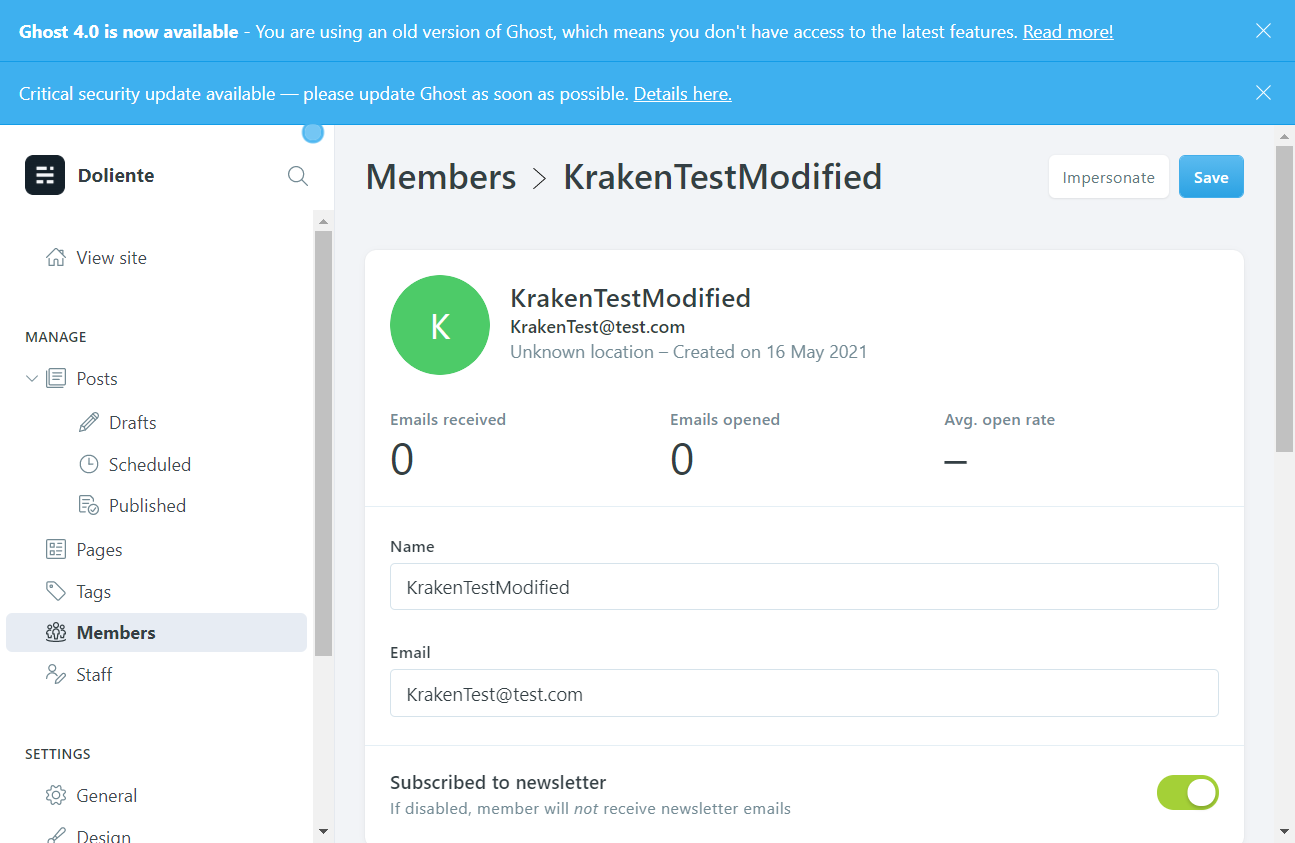 Ghost 4.0 is now available - You are using an old version of Ghost, which means you don't have access to the latest features. Read more!
Critical security update available — please update Ghost as soon as possible. Details here.
Doliente
View site
MANAGE
Posts
Drafts
Scheduled
Published
Pages
Tags
Members
Staff
SETTINGS
General
Design
Members > KrakenTestModified
Impersonate
Save
K
KrakenTestModified
KrakenTest@test.com
Unknown location – Created on 16 May 2021
Emails received
0
Emails opened
0
Avg. open rate
–
Name
KrakenTestModified
Email
KrakenTest@test.com
Subscribed to newsletter
If disabled, member will not receive newsletter emails